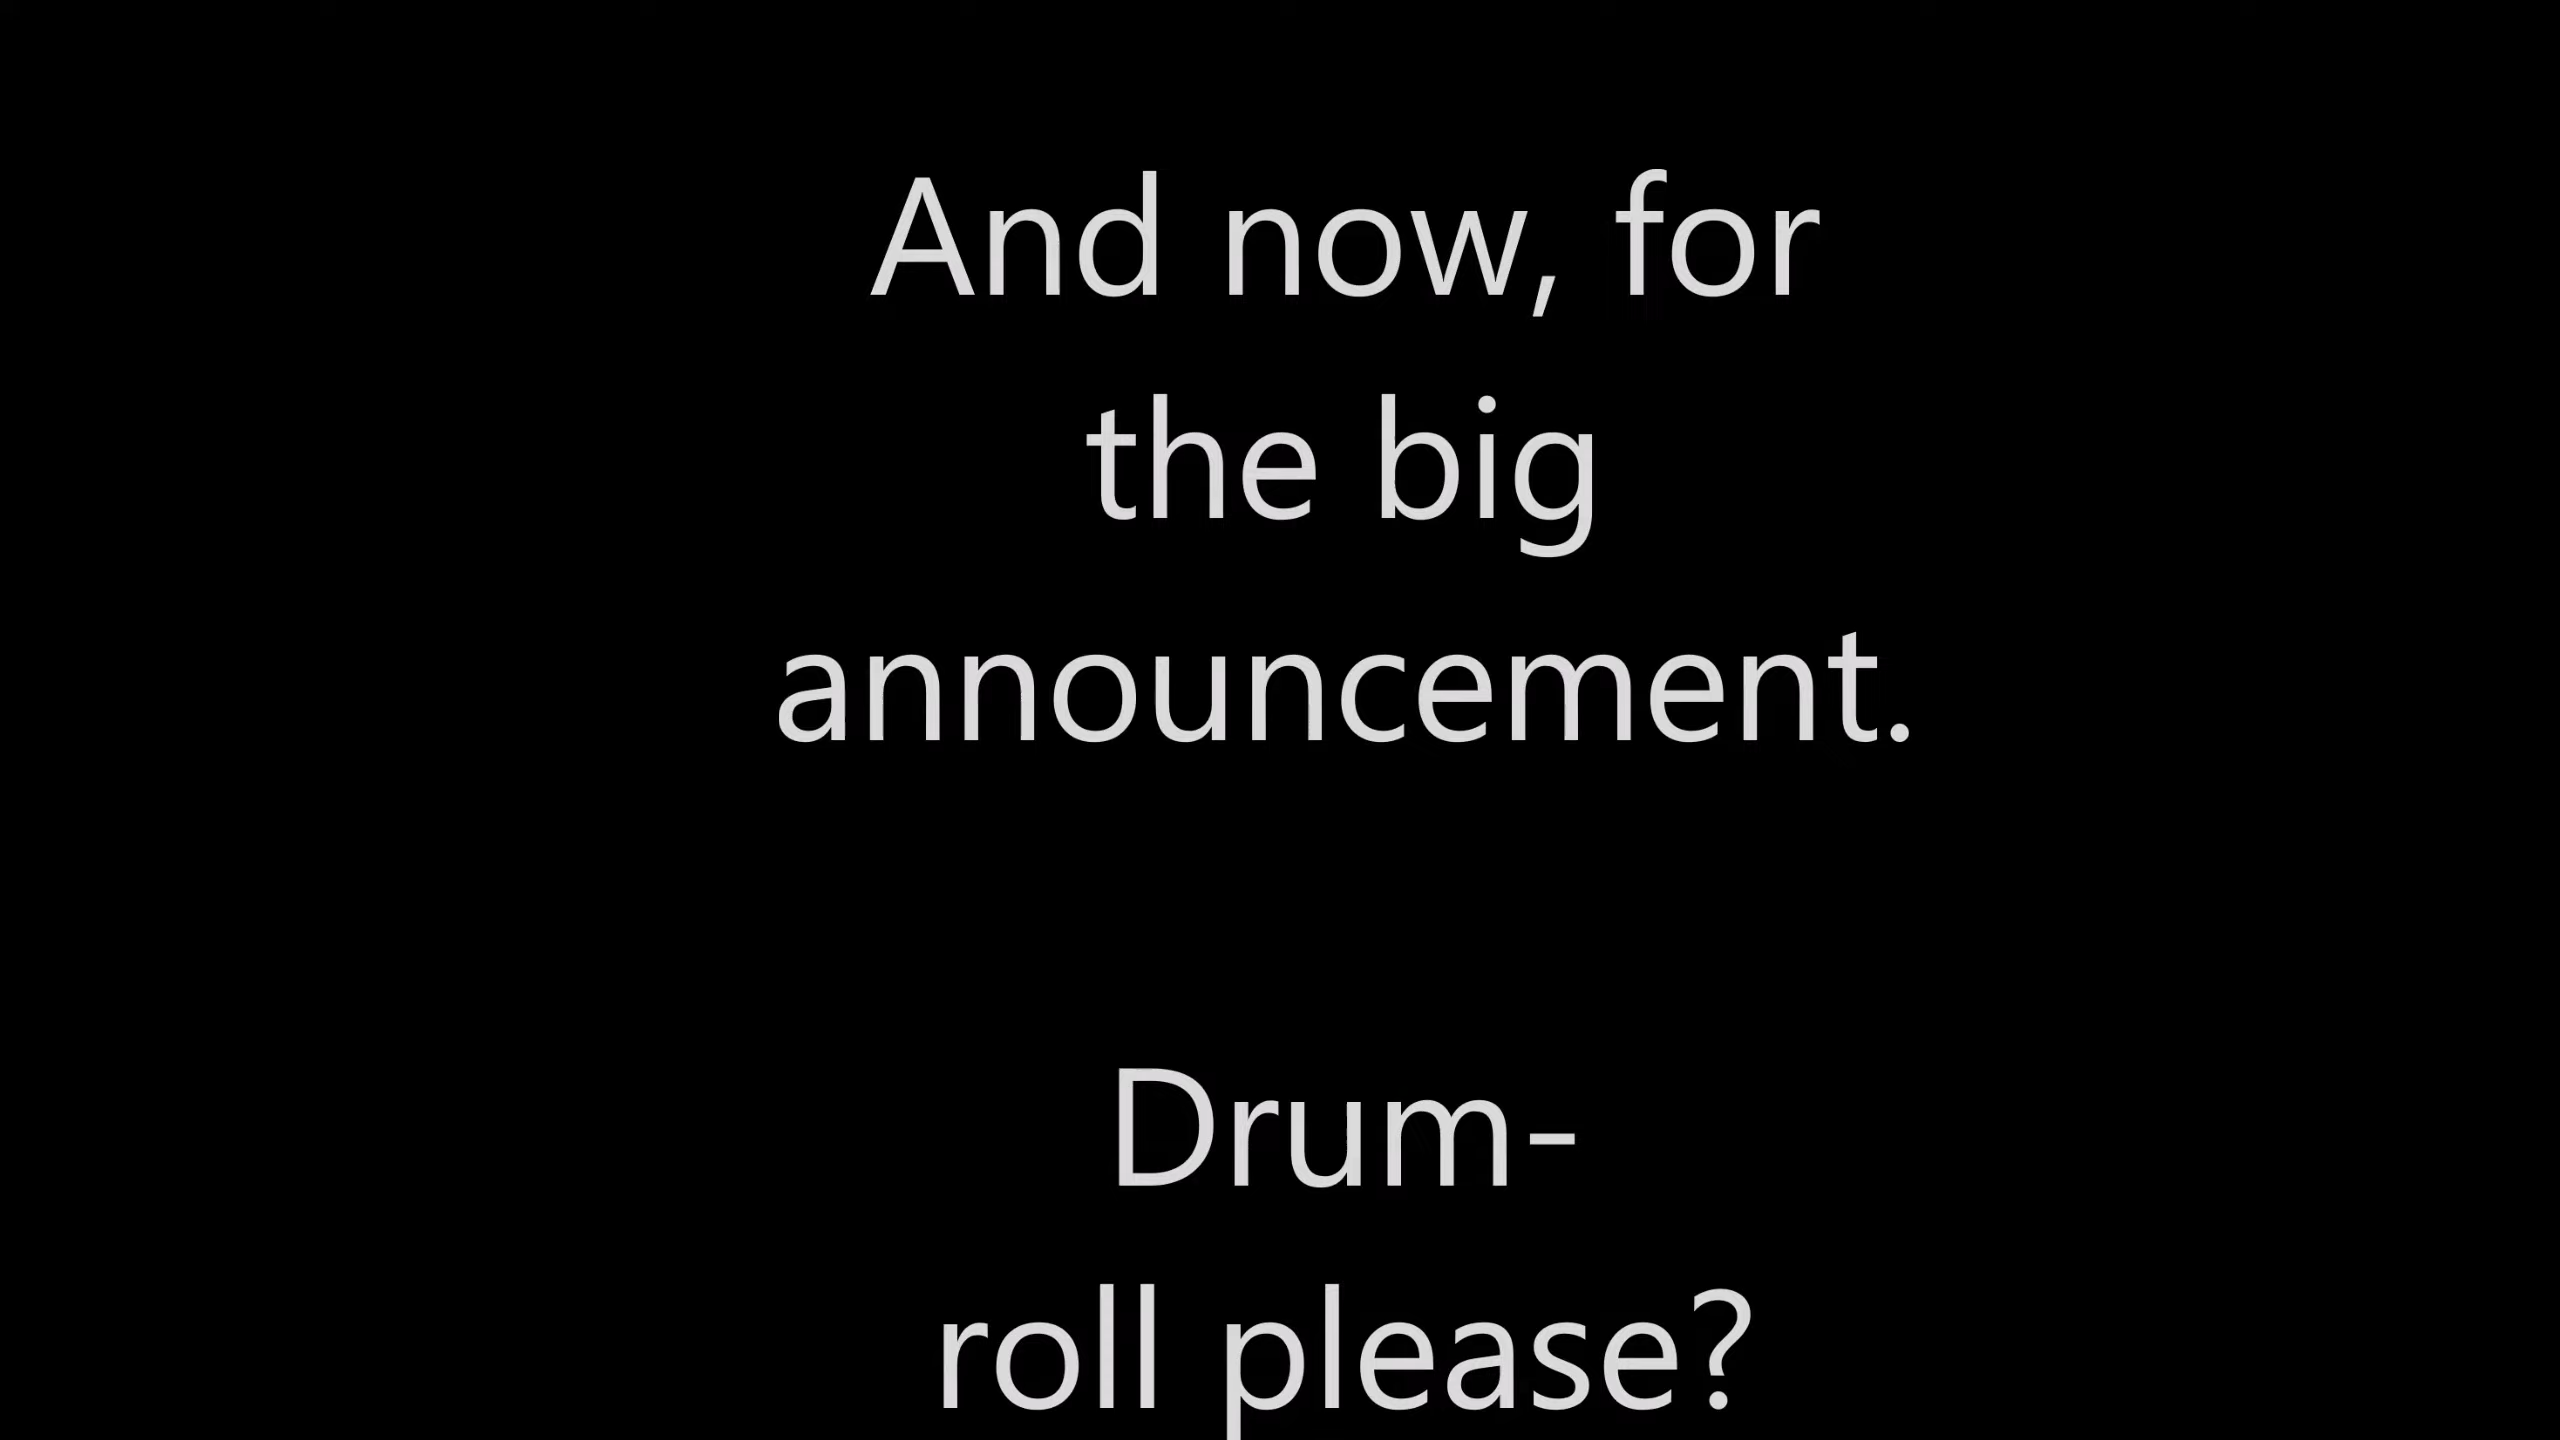 And now, for
the big
announcement.
Drum-
roll please?